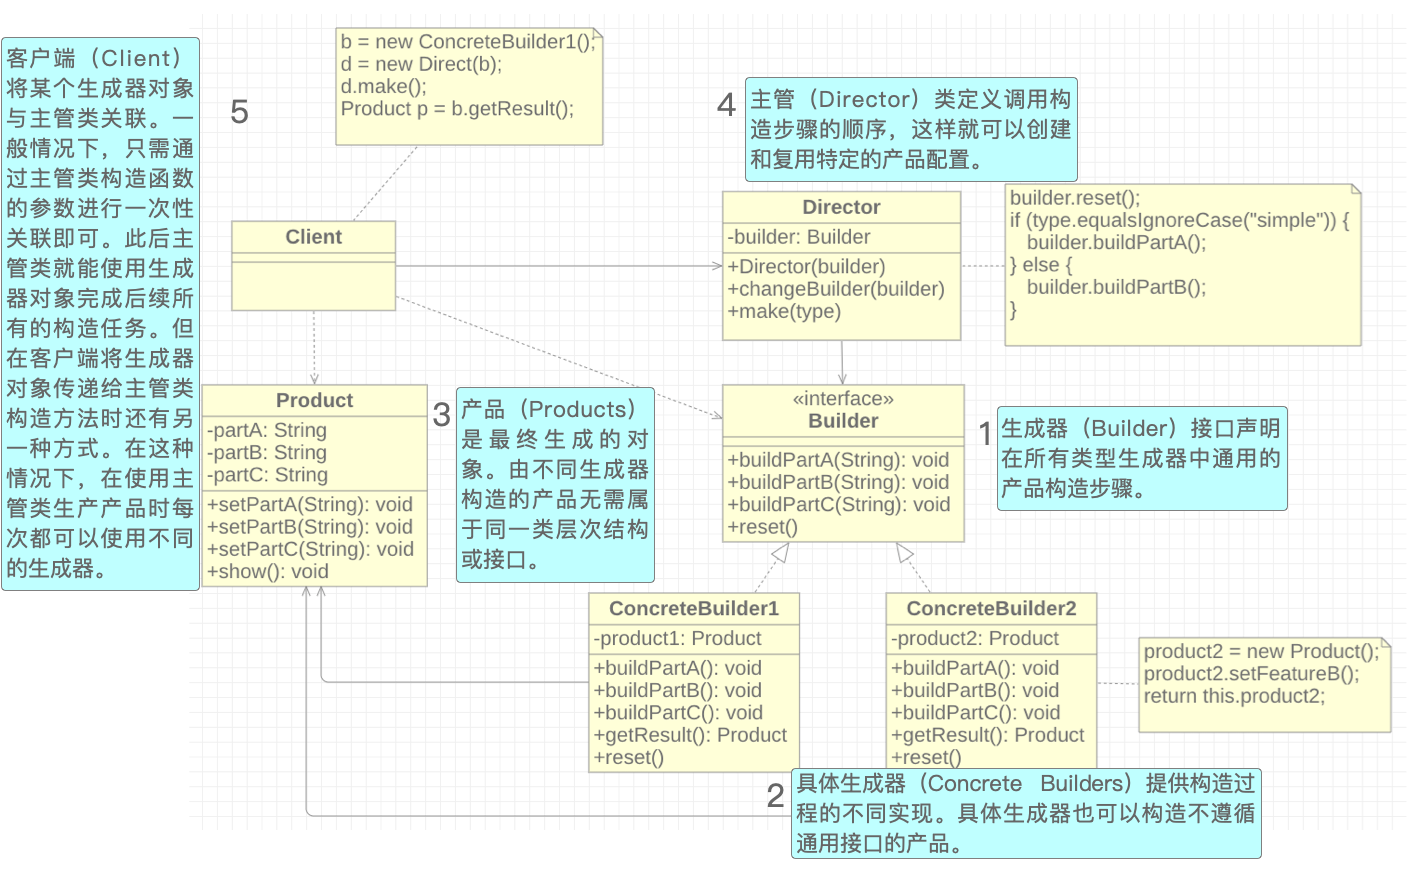 客户端（Client）
将某个生成器对象
与主管类关联。一
般情况下，只需通
过主管类构造函数
的参数进行一次性
关联即可。此后主
管类就能使用生成
器对象完成后续所
有的构造任务。但
在客户端将生成器
对象传递给主管类
构造方法时还有另
一种方式。在这种
情况下，在使用主
管类生产产品时每
次都可以使用不同
的生成器。
5
b = new ConcreteBuilder1();
d = new Direct(b);
d.make();
Product p = b.getResult();
4
主管（Director）类定义调用构
造步骤的顺序，这样就可以创建
和复用特定的产品配置。
Client
Director
-builder: Builder
+Director(builder)
+changeBuilder(builder)
+make(type)
builder.reset();
if (type.equalsIgnoreCase("simple")) {
builder.buildPartA();
} else {
builder.buildPartB();
}
Product
-partA: String
-partB: String
-partC: String
+setPartA(String): void
+setPartB(String): void
+setPartC(String): void
+show(): void
3
产品（Products）
是最终生成的对
象。由不同生成器
构造的产品无需属
于同一类层次结构
或接口。
«interface»
Builder
+buildPartA(String): void
+buildPartB(String): void
+buildPartC(String): void
+reset()
1
生成器（Builder）接口声明
在所有类型生成器中通用的
产品构造步骤。
ConcreteBuilder1
-product1: Product
+buildPartA(): void
+buildPartB(): void
+buildPartC(): void
+getResult(): Product
+reset()
ConcreteBuilder2
-product2: Product
+buildPartA(): void
+buildPartB(): void
+buildPartC(): void
+getResult(): Product
+reset()
product2 = new Product();
product2.setFeatureB();
return this.product2;
2
具体生成器（Concrete Builders）提供构造过
程的不同实现。具体生成器也可以构造不遵循
通用接口的产品。